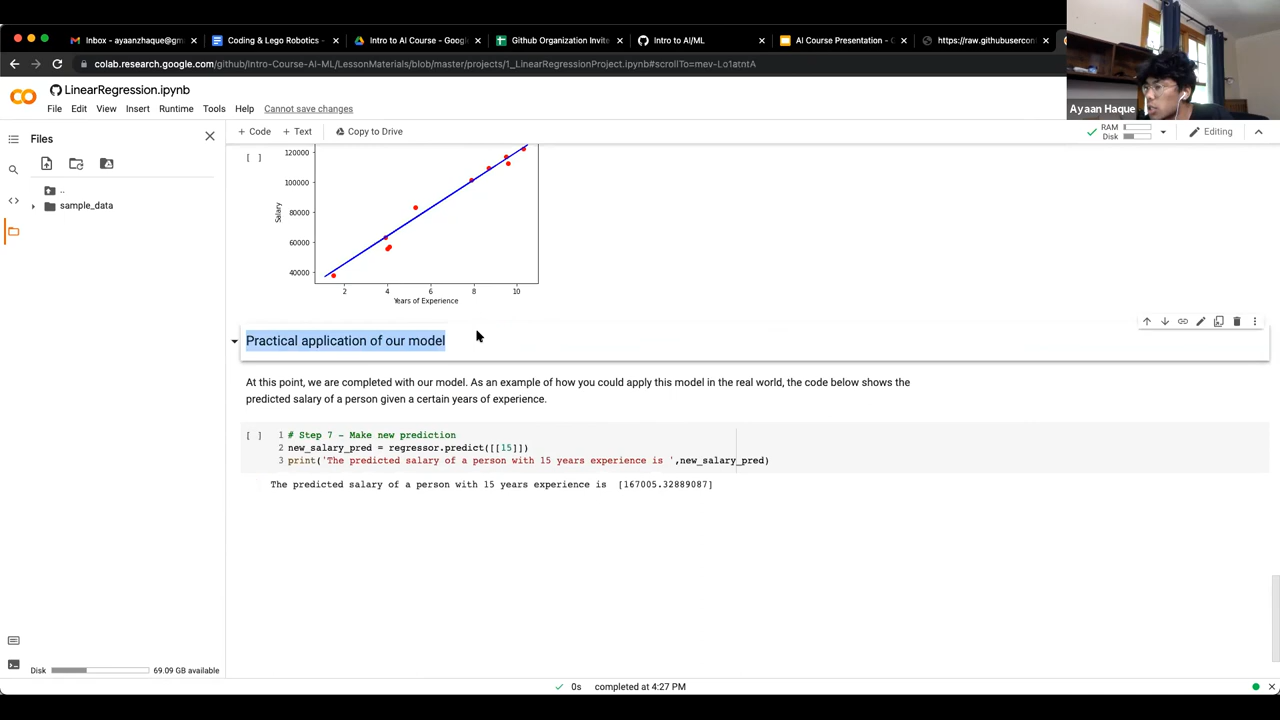 Inbox - ayaanzhaque@gm
Coding & Lego Robotics -
Intro to AI Course - Google
Github Organization Invite
Intro to AI/ML
AI Course Presentation - G
https://raw.githubusercon
colab.research.google.com/github/Intro-Course-AI-ML/LessonMaterials/blob/master/projects/1_LinearRegressionProject.ipynb#scrollTo=mev-Lo1atntA
LinearRegression.ipynb
File Edit View Insert Runtime Tools Help Cannot save changes
Ayaan Haque
Files
+ Code + Text Copy to Drive
RAM
Disk
Editing
..
sample_data
[ ]
120000
100000
80000
60000
40000
Salary
2 4 6 8 10
Years of Experience
Practical application of our model
At this point, we are completed with our model. As an example of how you could apply this model in the real world, the code below shows the
predicted salary of a person given a certain years of experience.
[ ] 1 # Step 7 - Make new prediction
2 new_salary_pred = regressor.predict([[15]])
3 print('The predicted salary of a person with 15 years experience is ',new_salary_pred)
The predicted salary of a person with 15 years experience is [167005.32889087]
Disk 69.09 GB available
0s completed at 4:27 PM